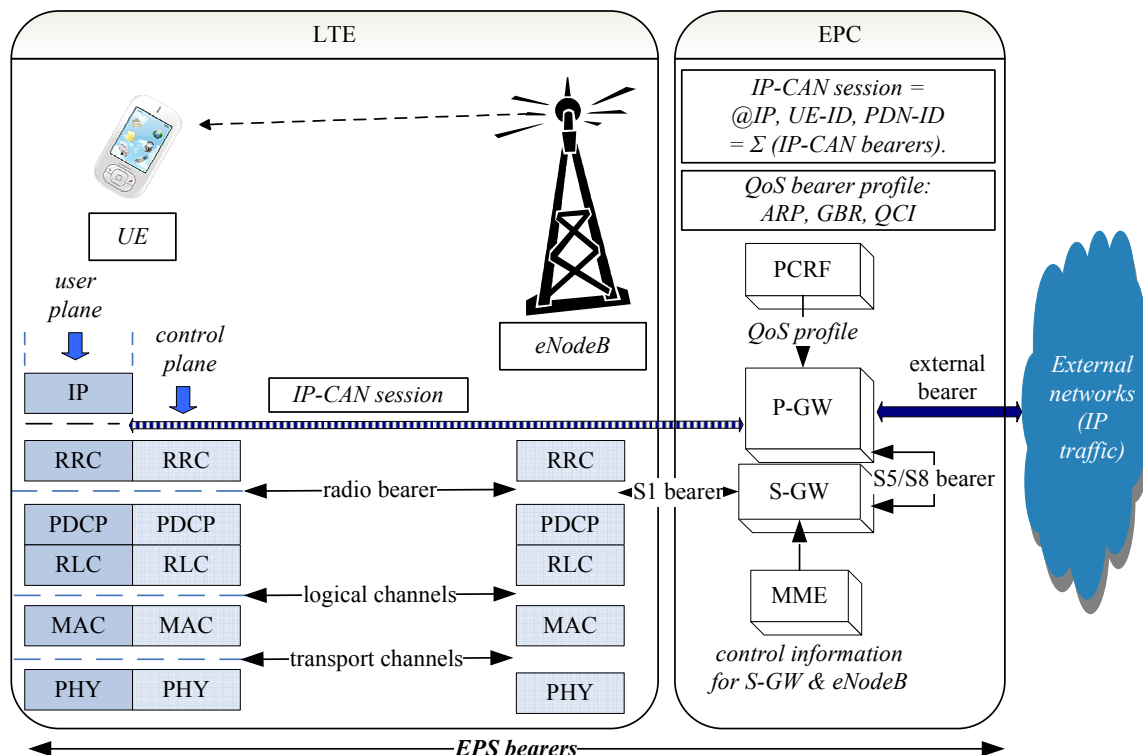 LTE
EPC
IP-CAN session =
@IP, UE-ID, PDN-ID
= Σ (IP-CAN bearers).
QoS bearer profile:
ARP, GBR, QCI
UE
eNodeB
user
plane
control
plane
PCRF
QoS profile
IP
IP-CAN session
P-GW
external
bearer
External
networks
(IP
traffic)
RRC RRC RRC
radio bearer
S1 bearer
S-GW
S5/S8 bearer
PDCP PDCP PDCP
RLC RLC RLC
logical channels
MME
MAC MAC MAC
transport channels
control information
for S-GW & eNodeB
PHY PHY PHY
EPS bearers